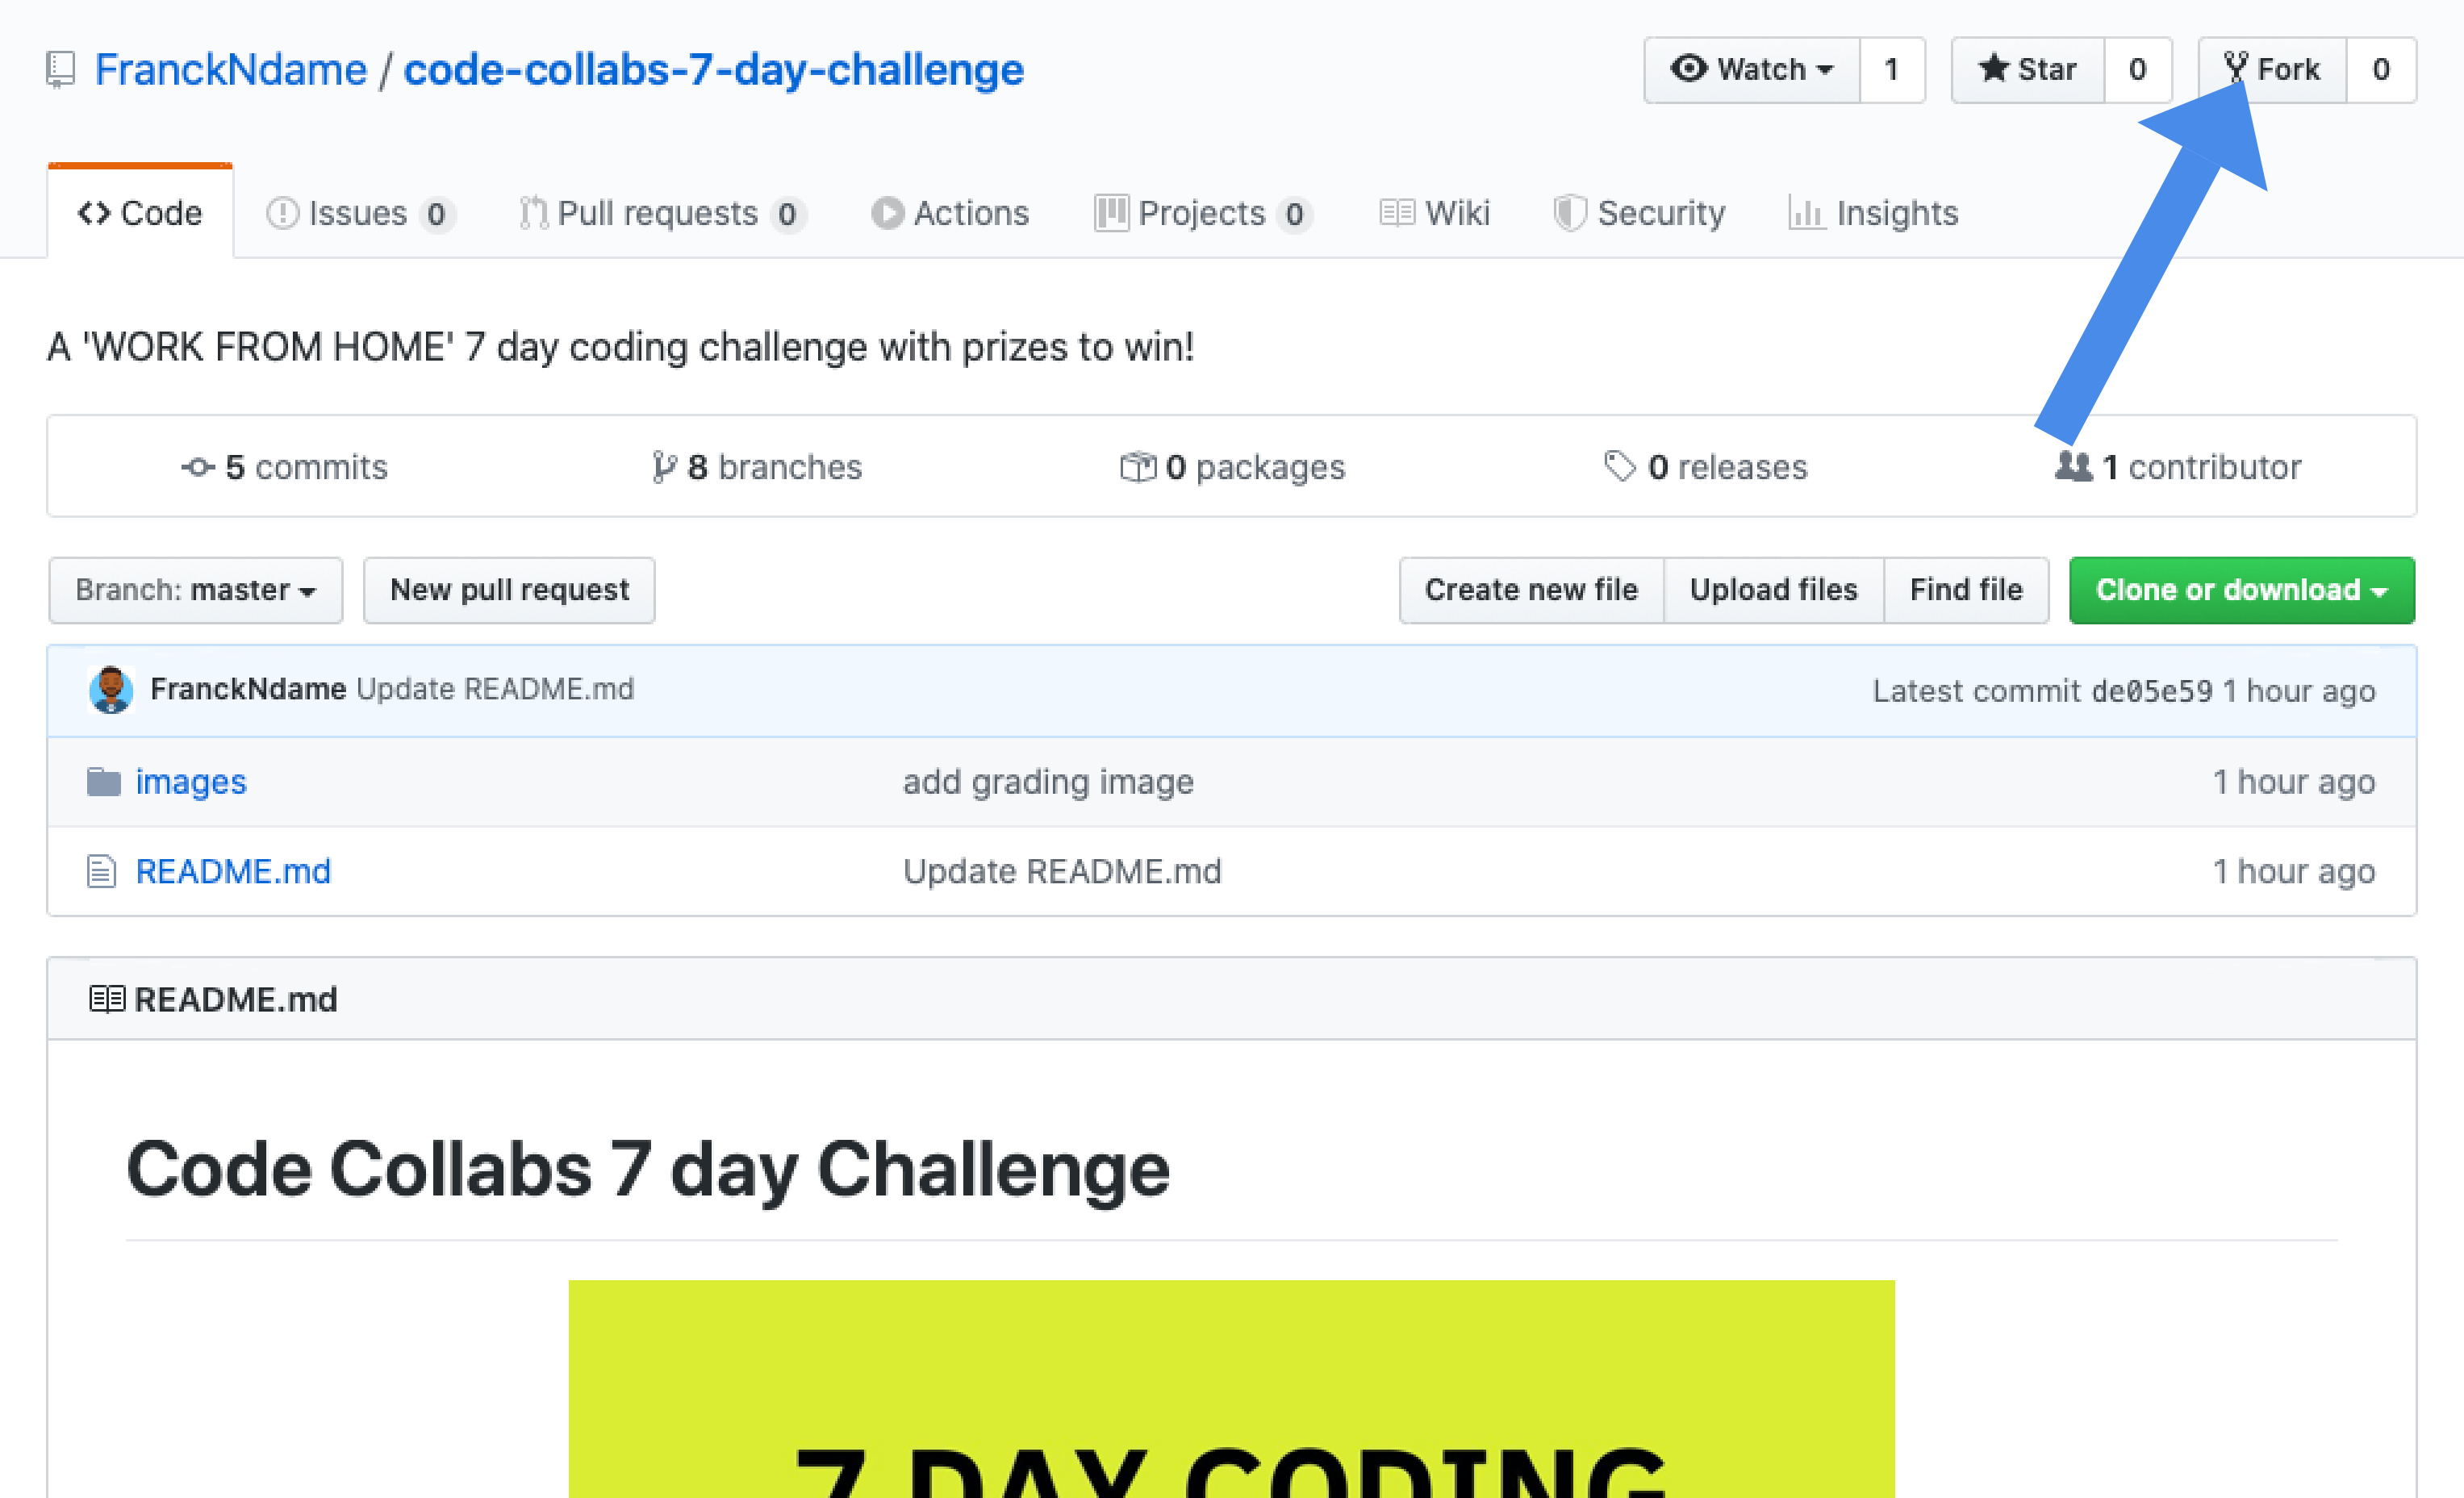 FranckNdame / code-collabs-7-day-challenge Watch 1 Star 0 Fork 0
Code Issues 0 Pull requests 0 Actions Projects 0 Wiki Security Insights
A 'WORK FROM HOME' 7 day coding challenge with prizes to win!
5 commits 8 branches 0 packages 0 releases 1 contributor
Branch: master New pull request Create new file Upload files Find file Clone or download
FranckNdame Update README.md Latest commit de05e59 1 hour ago
images add grading image 1 hour ago
README.md Update README.md 1 hour ago
README.md
Code Collabs 7 day Challenge
7 DAY CODING